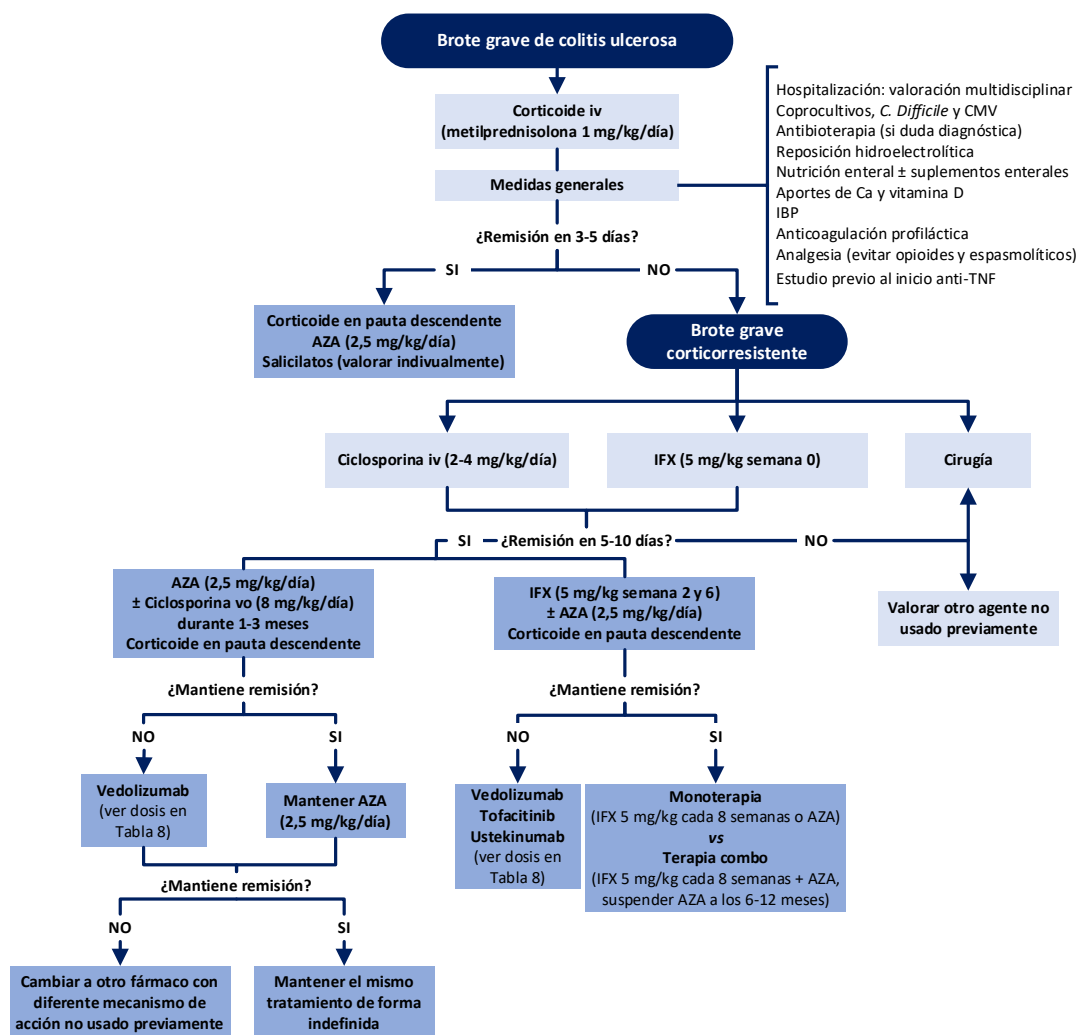 Brote grave de colitis ulcerosa
Corticoide iv
(metilprednisolona 1 mg/kg/día)
Medidas generales
Hospitalización: valoración multidisciplinar
Coprocultivos, C. Difficile y CMV
Antibioterapia (si duda diagnóstica)
Reposición hidroelectrolítica
Nutrición enteral ± suplementos enterales
Aportes de Ca y vitamina D
IBP
Anticoagulación profiláctica
Analgesia (evitar opioides y espasmolíticos)
Estudio previo al inicio anti-TNF
¿Remisión en 3-5 días?
SI
NO
Corticoide en pauta descendente
AZA (2,5 mg/kg/día)
Salicilatos (valorar indivualmente)
Brote grave
corticorresistente
Ciclosporina iv (2-4 mg/kg/día)
IFX (5 mg/kg semana 0)
Cirugía
SI
¿Remisión en 5-10 días?
NO
AZA (2,5 mg/kg/día)
± Ciclosporina vo (8 mg/kg/día)
durante 1-3 meses
Corticoide en pauta descendente
IFX (5 mg/kg semana 2 y 6)
± AZA (2,5 mg/kg/día)
Corticoide en pauta descendente
Valorar otro agente no
usado previamente
¿Mantiene remisión?
NO
SI
Vedolizumab
(ver dosis en
Tabla 8)
Mantener AZA
(2,5 mg/kg/día)
¿Mantiene remisión?
NO
SI
Vedolizumab
Tofacitinib
Ustekinumab
(ver dosis en
Tabla 8)
Monoterapia
(IFX 5 mg/kg cada 8 semanas o AZA)
vs
Terapia combo
(IFX 5 mg/kg cada 8 semanas + AZA,
suspender AZA a los 6-12 meses)
¿Mantiene remisión?
NO
SI
Cambiar a otro fármaco con
diferente mecanismo de
acción no usado previamente
Mantener el mismo
tratamiento de forma
indefinida